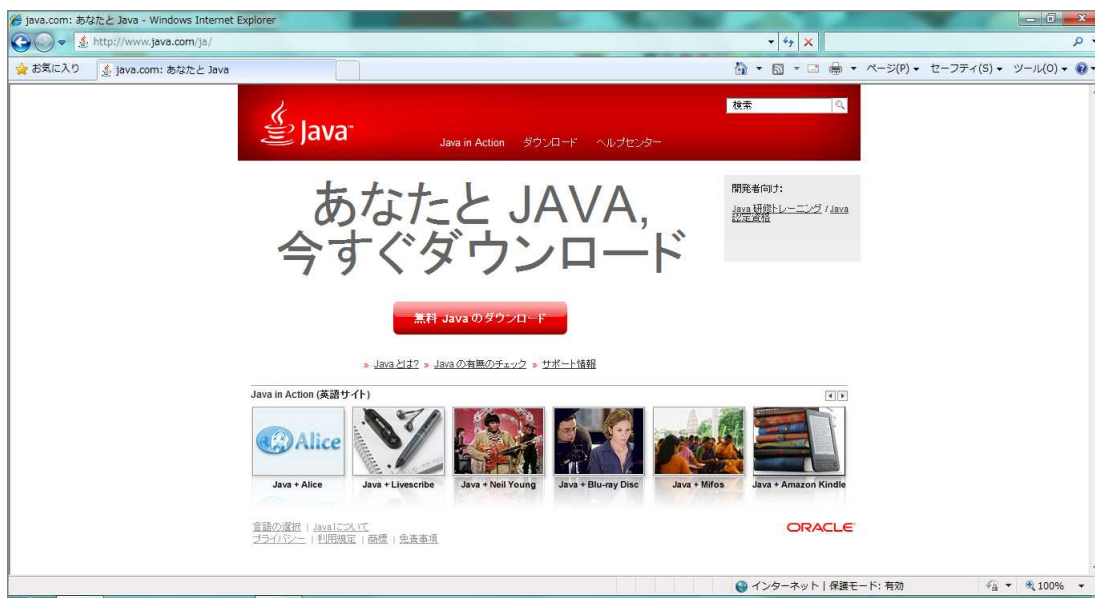 java.com: あなたと Java - Windows Internet Explorer
http://www.java.com/ja/
お気に入り
java.com: あなたと Java
ページ(P) セーフティ(S) ツール(O)
検索
Java™
Java in Action ダウンロード ヘルプセンター
あなたと JAVA,
今すぐダウンロード
開発者向け:
Java 研修トレーニング / Java
認定資格
無料 Java のダウンロード
» Java とは? » Java の有無のチェック » サポート情報
Java in Action (英語サイト)
Alice
Java + Alice Java + Livescribe Java + Neil Young Java + Blu-ray Disc Java + Mifos Java + Amazon Kindle
言語の選択 | Javaについて
プライバシー | 利用規定 | 商標 | 免責事項
ORACLE
インターネット | 保護モード: 有効 100%